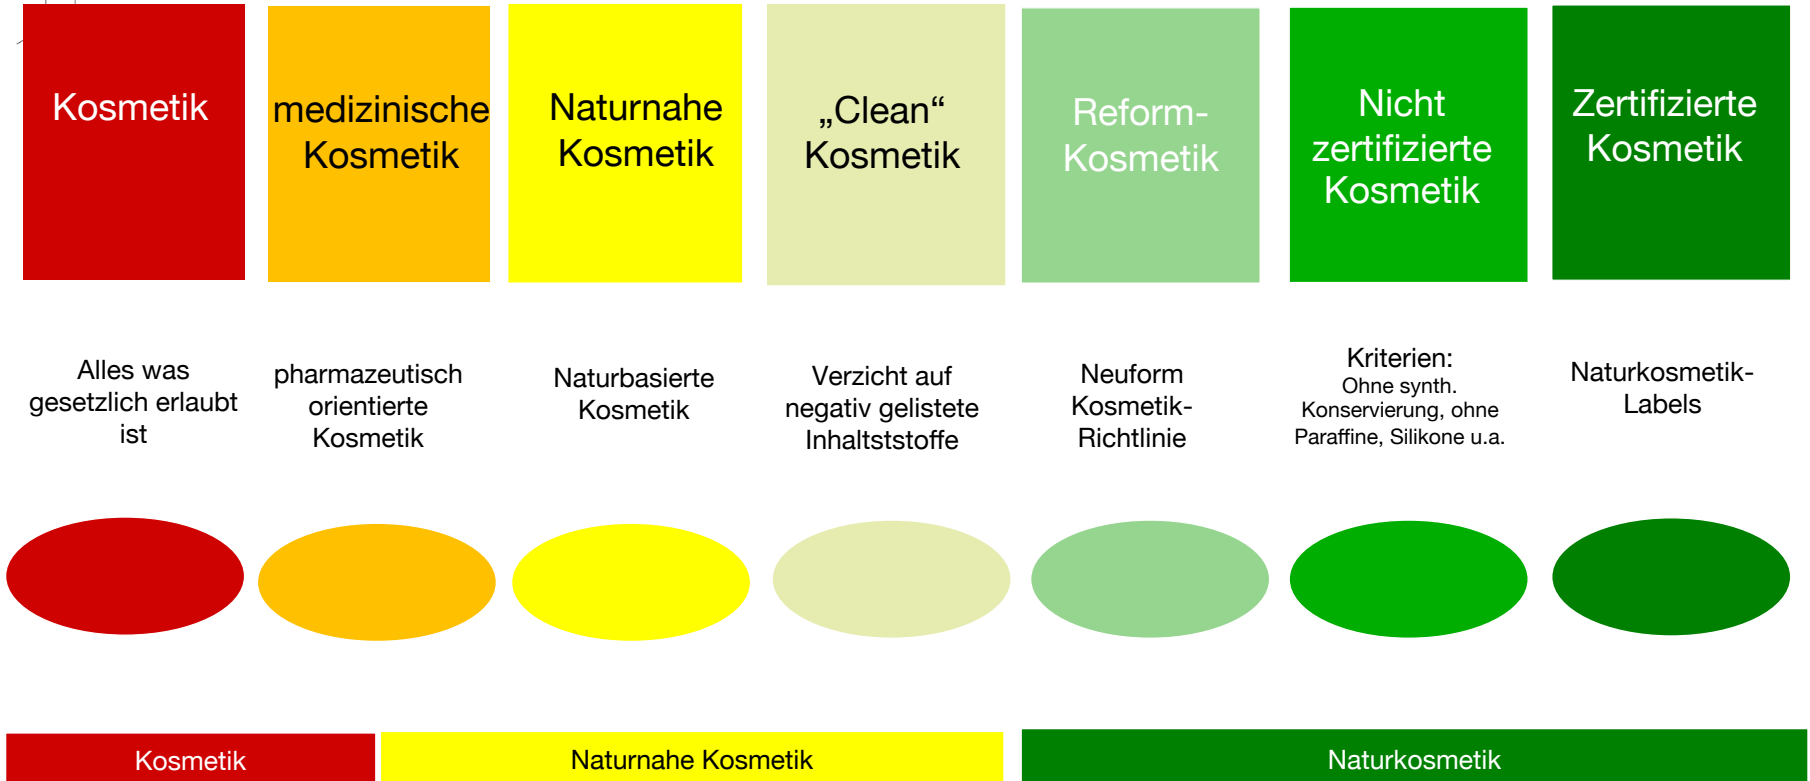 Kosmetik
medizinische
Kosmetik
Naturnahe
Kosmetik
„Clean“
Kosmetik
Reform-
Kosmetik
Nicht
zertifizierte
Kosmetik
Zertifizierte
Kosmetik
Alles was
gesetzlich erlaubt
ist
pharmazeutisch
orientierte
Kosmetik
Naturbasierte
Kosmetik
Verzicht auf
negativ gelistete
Inhaltststoffe
Neuform
Kosmetik-
Richtlinie
Kriterien:
Ohne synth.
Konservierung, ohne
Paraffine, Silikone u.a.
Naturkosmetik-
Labels
Kosmetik
Naturnahe Kosmetik
Naturkosmetik